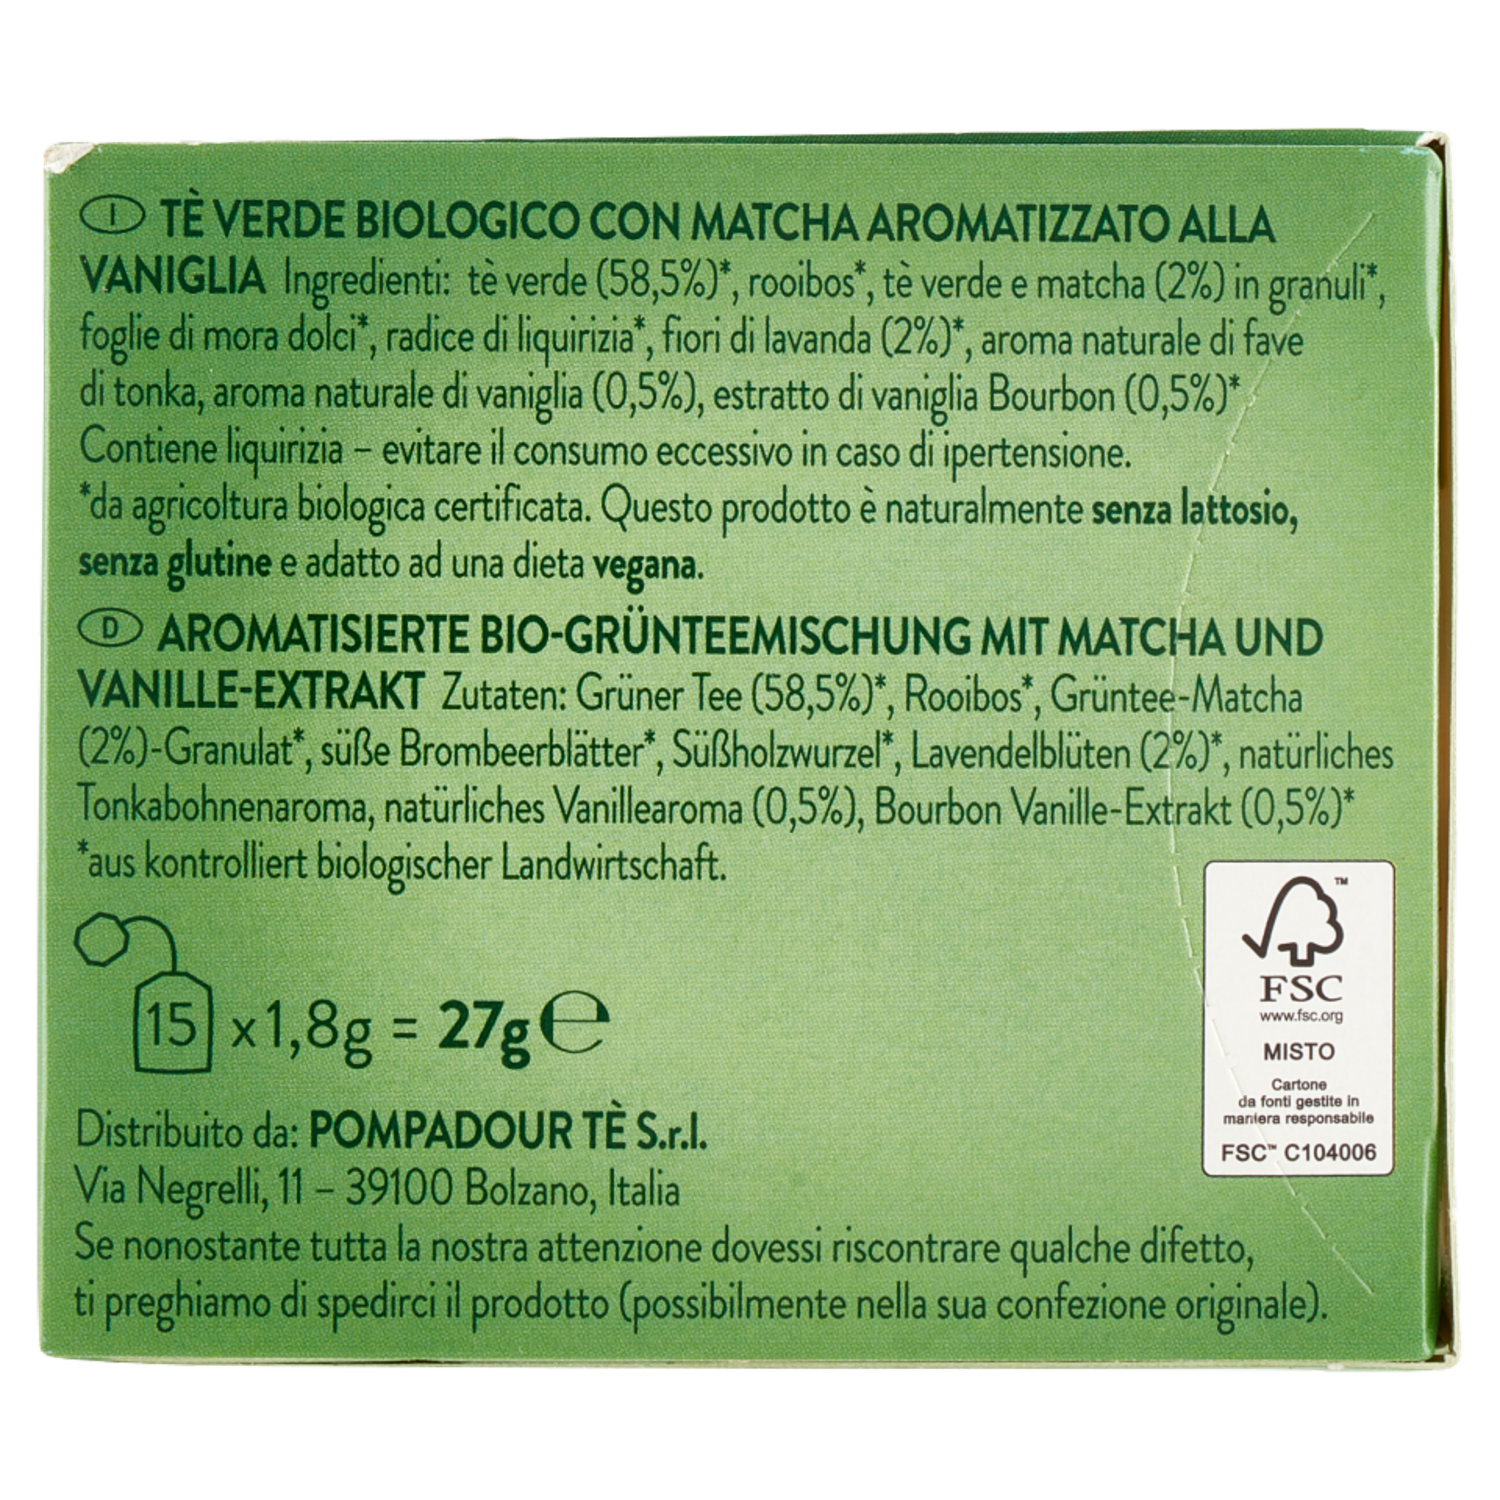 I TÈ VERDE BIOLOGICO CON MATCHA AROMATIZZATO ALLA
VANIGLIA Ingredienti: tè verde (58,5%)*, rooibos*, tè verde e matcha (2%) in granuli*,
foglie di mora dolci*, radice di liquirizia*, fiori di lavanda (2%)*, aroma naturale di fave
di tonka, aroma naturale di vaniglia (0,5%), estratto di vaniglia Bourbon (0,5%)*
Contiene liquirizia – evitare il consumo eccessivo in caso di ipertensione.
*da agricoltura biologica certificata. Questo prodotto è naturalmente senza lattosio,
senza glutine e adatto ad una dieta vegana.
D AROMATISIERTE BIO-GRÜNTEEMISCHUNG MIT MATCHA UND
VANILLE-EXTRAKT Zutaten: Grüner Tee (58,5%)*, Rooibos*, Grüntee-Matcha
(2%)-Granulat*, süße Brombeerblätter*, Süßholzwurzel*, Lavendelblüten (2%)*, natürliches
Tonkabohnenaroma, natürliches Vanillearoma (0,5%), Bourbon Vanille-Extrakt (0,5%)*
*aus kontrolliert biologischer Landwirtschaft.
15 x 1,8g = 27g ℮
Distribuito da: POMPADOUR TÈ S.r.l.
Via Negrelli, 11 – 39100 Bolzano, Italia
Se nonostante tutta la nostra attenzione dovessi riscontrare qualche difetto,
ti preghiamo di spedirci il prodotto (possibilmente nella sua confezione originale).
TM
FSC
www.fsc.org
MISTO
Cartone
da fonti gestite in
maniera responsabile
FSC™ C104006